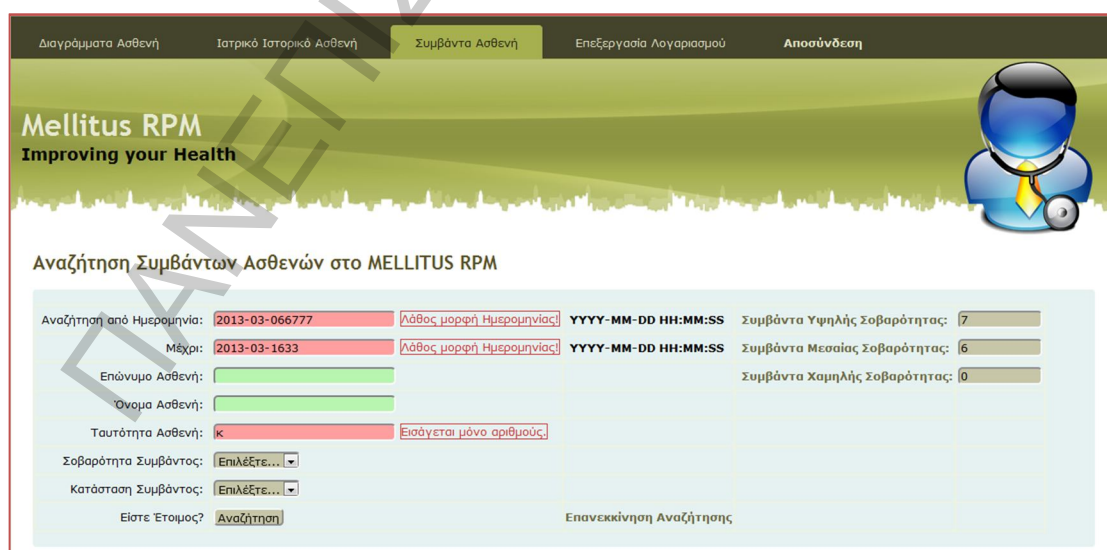 Διαγράμματα Ασθενή Ιατρικό Ιστορικό Ασθενή Συμβάντα Ασθενή Επεξεργασία Λογαριασμού Αποσύνδεση
Mellitus RPM
Improving your Health
Αναζήτηση Συμβάντων Ασθενών στο MELLITUS RPM
Αναζήτηση από Ημερομηνία: 2013-03-066777 Λάθος μορφή Ημερομηνίας! YYYY-MM-DD HH:MM:SS Συμβάντα Υψηλής Σοβαρότητας: 7
Μέχρι: 2013-03-1633 Λάθος μορφή Ημερομηνίας! YYYY-MM-DD HH:MM:SS Συμβάντα Μεσαίας Σοβαρότητας: 6
Επώνυμο Ασθενή: Συμβάντα Χαμηλής Σοβαρότητας: 0
Όνομα Ασθενή:
Ταυτότητα Ασθενή: κ Εισάγεται μόνο αριθμούς.
Σοβαρότητα Συμβάντος: Επιλέξτε...
Κατάσταση Συμβάντος: Επιλέξτε...
Είστε Έτοιμος? Αναζήτηση Επανεκκίνηση Αναζήτησης